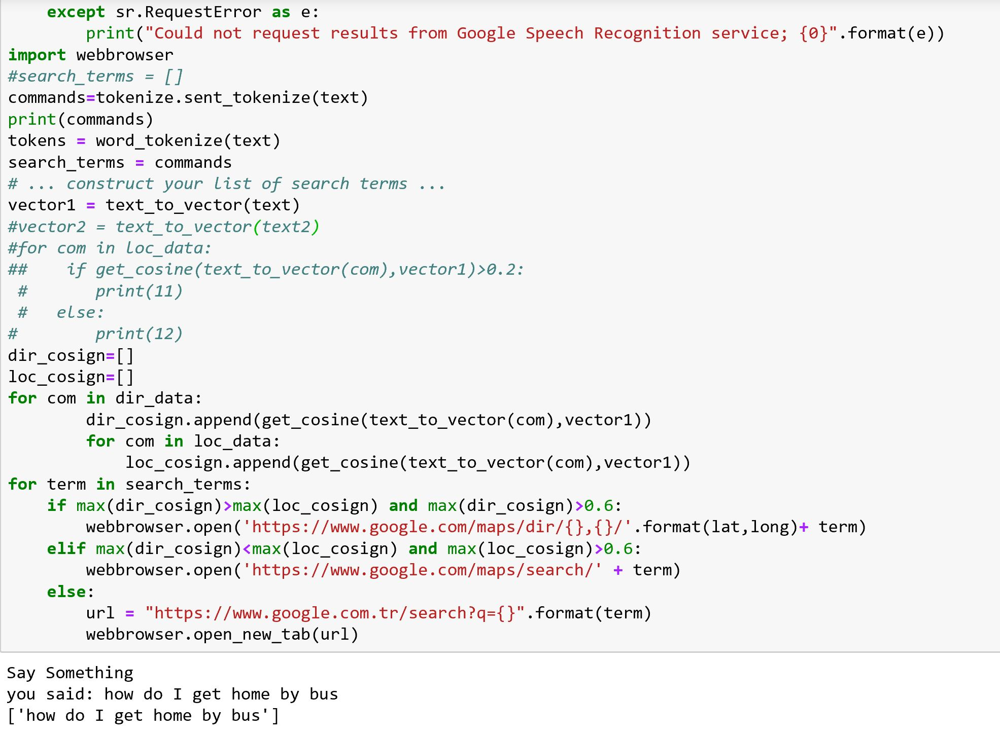 except sr.RequestError as e:
        print("Could not request results from Google Speech Recognition service; {0}".format(e))
import webbrowser
#search_terms = []
commands=tokenize.sent_tokenize(text)
print(commands)
tokens = word_tokenize(text)
search_terms = commands
# ... construct your list of search terms ...
vector1 = text_to_vector(text)
#vector2 = text_to_vector(text2)
#for com in loc_data:
##    if get_cosine(text_to_vector(com),vector1)>0.2:
 #       print(11)
 #   else:
#        print(12)
dir_cosign=[]
loc_cosign=[]
for com in dir_data:
        dir_cosign.append(get_cosine(text_to_vector(com),vector1))
        for com in loc_data:
            loc_cosign.append(get_cosine(text_to_vector(com),vector1))
for term in search_terms:
    if max(dir_cosign)>max(loc_cosign) and max(dir_cosign)>0.6:
        webbrowser.open('https://www.google.com/maps/dir/{},{}/'.format(lat,long)+ term)
    elif max(dir_cosign)<max(loc_cosign) and max(loc_cosign)>0.6:
        webbrowser.open('https://www.google.com/maps/search/' + term)
    else:
        url = "https://www.google.com.tr/search?q={}".format(term)
        webbrowser.open_new_tab(url)
Say Something
you said: how do I get home by bus
['how do I get home by bus']